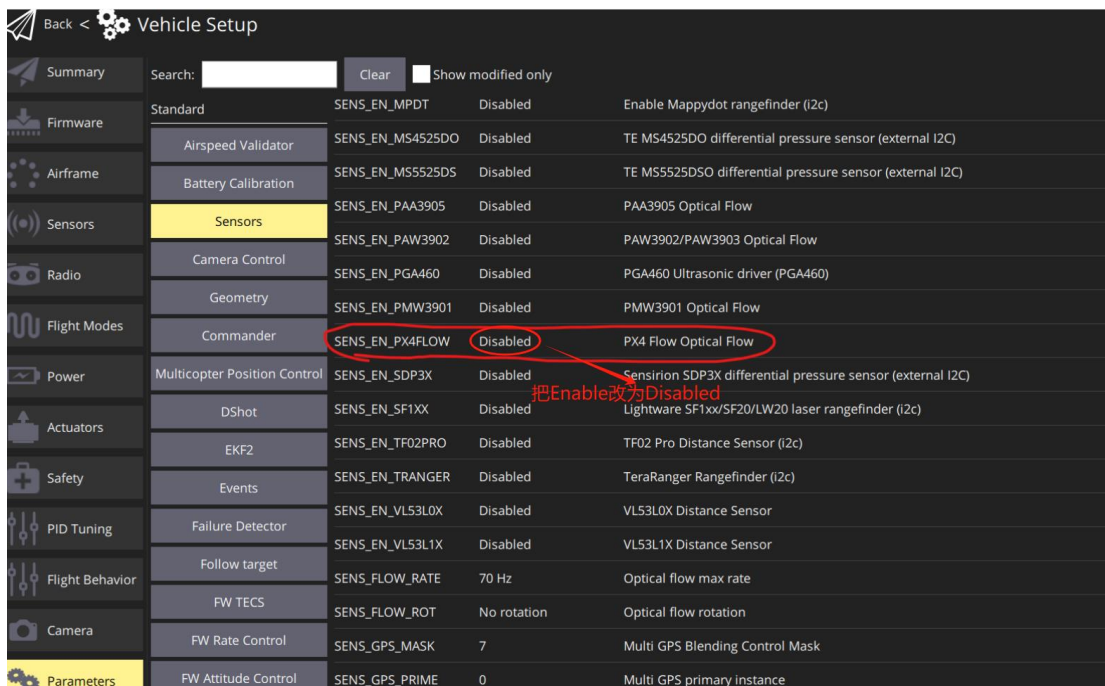 Back < Vehicle Setup
Summary
Firmware
Airframe
Sensors
Radio
Flight Modes
Power
Actuators
Safety
PID Tuning
Flight Behavior
Camera
Parameters
Search: Clear Show modified only
Standard
Airspeed Validator
Battery Calibration
Sensors
Camera Control
Geometry
Commander
Multicopter Position Control
DShot
EKF2
Events
Failure Detector
Follow target
FW TECS
FW Rate Control
FW Attitude Control
SENS_EN_MPDT Disabled Enable Mappydot rangefinder (i2c)
SENS_EN_MS4525DO Disabled TE MS4525DO differential pressure sensor (external I2C)
SENS_EN_MS5525DS Disabled TE MS5525DSO differential pressure sensor (external I2C)
SENS_EN_PAA3905 Disabled PAA3905 Optical Flow
SENS_EN_PAW3902 Disabled PAW3902/PAW3903 Optical Flow
SENS_EN_PGA460 Disabled PGA460 Ultrasonic driver (PGA460)
SENS_EN_PMW3901 Disabled PMW3901 Optical Flow
SENS_EN_PX4FLOW Disabled PX4 Flow Optical Flow
SENS_EN_SDP3X Disabled Sensirion SDP3X differential pressure sensor (external I2C)
把Enable改为Disabled
SENS_EN_SF1XX Disabled Lightware SF1xx/SF20/LW20 laser rangefinder (i2c)
SENS_EN_TF02PRO Disabled TF02 Pro Distance Sensor (i2c)
SENS_EN_TRANGER Disabled TeraRanger Rangefinder (i2c)
SENS_EN_VL53L0X Disabled VL53L0X Distance Sensor
SENS_EN_VL53L1X Disabled VL53L1X Distance Sensor
SENS_FLOW_RATE 70 Hz Optical flow max rate
SENS_FLOW_ROT No rotation Optical flow rotation
SENS_GPS_MASK 7 Multi GPS Blending Control Mask
SENS_GPS_PRIME 0 Multi GPS primary instance